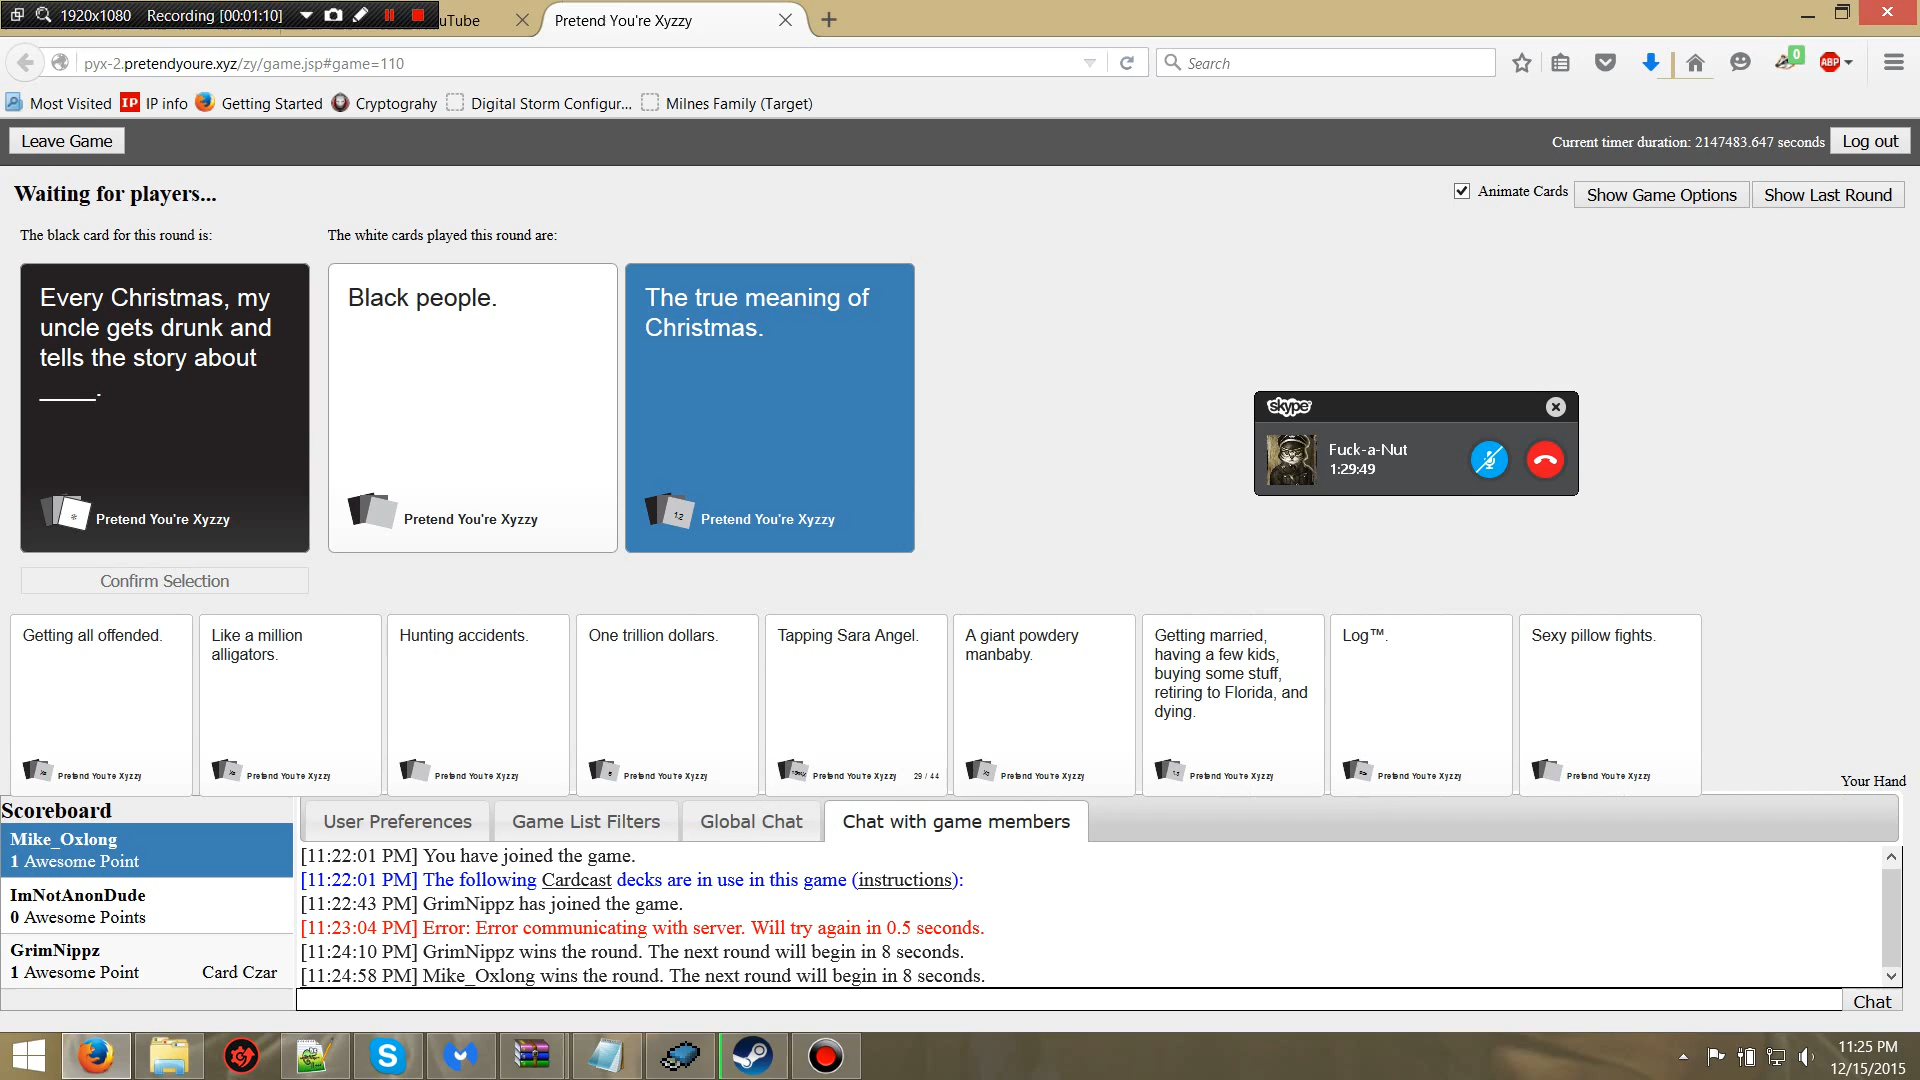 1920x1080 Recording [00:01:10] uTube Pretend You're Xyzzy
pyx-2.pretendyoure.xyz/zy/game.jsp#game=110 Search 0 ABP
Most Visited IP IP info Getting Started Cryptograhy Digital Storm Configur... Milnes Family (Target)
Leave Game Current timer duration: 2147483.647 seconds Log out
Waiting for players... Animate Cards Show Game Options Show Last Round
The black card for this round is: The white cards played this round are:
Every Christmas, my
uncle gets drunk and
tells the story about
_____.
Pretend You're Xyzzy
Black people.
Pretend You're Xyzzy
The true meaning of
Christmas.
1.2 Pretend You're Xyzzy
skype
Fuck-a-Nut
1:29:49
Confirm Selection
Getting all offended.
Pretend You're Xyzzy
Like a million
alligators.
Pretend You're Xyzzy
Hunting accidents.
Pretend You're Xyzzy
One trillion dollars.
Pretend You're Xyzzy
Tapping Sara Angel.
Pretend You're Xyzzy 29 / 44
A giant powdery
manbaby.
Pretend You're Xyzzy
Getting married,
having a few kids,
buying some stuff,
retiring to Florida, and
dying.
Pretend You're Xyzzy
Log™.
Pretend You're Xyzzy
Sexy pillow fights.
Pretend You're Xyzzy
Your Hand
Scoreboard
Mike_Oxlong
1 Awesome Point
ImNotAnonDude
0 Awesome Points
GrimNippz
1 Awesome Point Card Czar
User Preferences Game List Filters Global Chat Chat with game members
[11:22:01 PM] You have joined the game.
[11:22:01 PM] The following Cardcast decks are in use in this game (instructions):
[11:22:43 PM] GrimNippz has joined the game.
[11:23:04 PM] Error: Error communicating with server. Will try again in 0.5 seconds.
[11:24:10 PM] GrimNippz wins the round. The next round will begin in 8 seconds.
[11:24:58 PM] Mike_Oxlong wins the round. The next round will begin in 8 seconds.
Chat
11:25 PM
12/15/2015